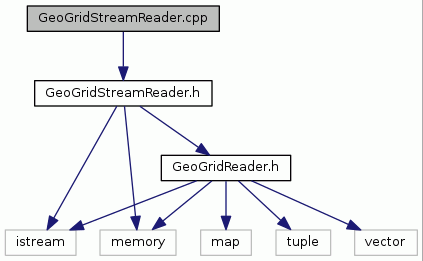 GeoGridStreamReader.cpp
GeoGridStreamReader.h
GeoGridReader.h
istream
memory
map
tuple
vector